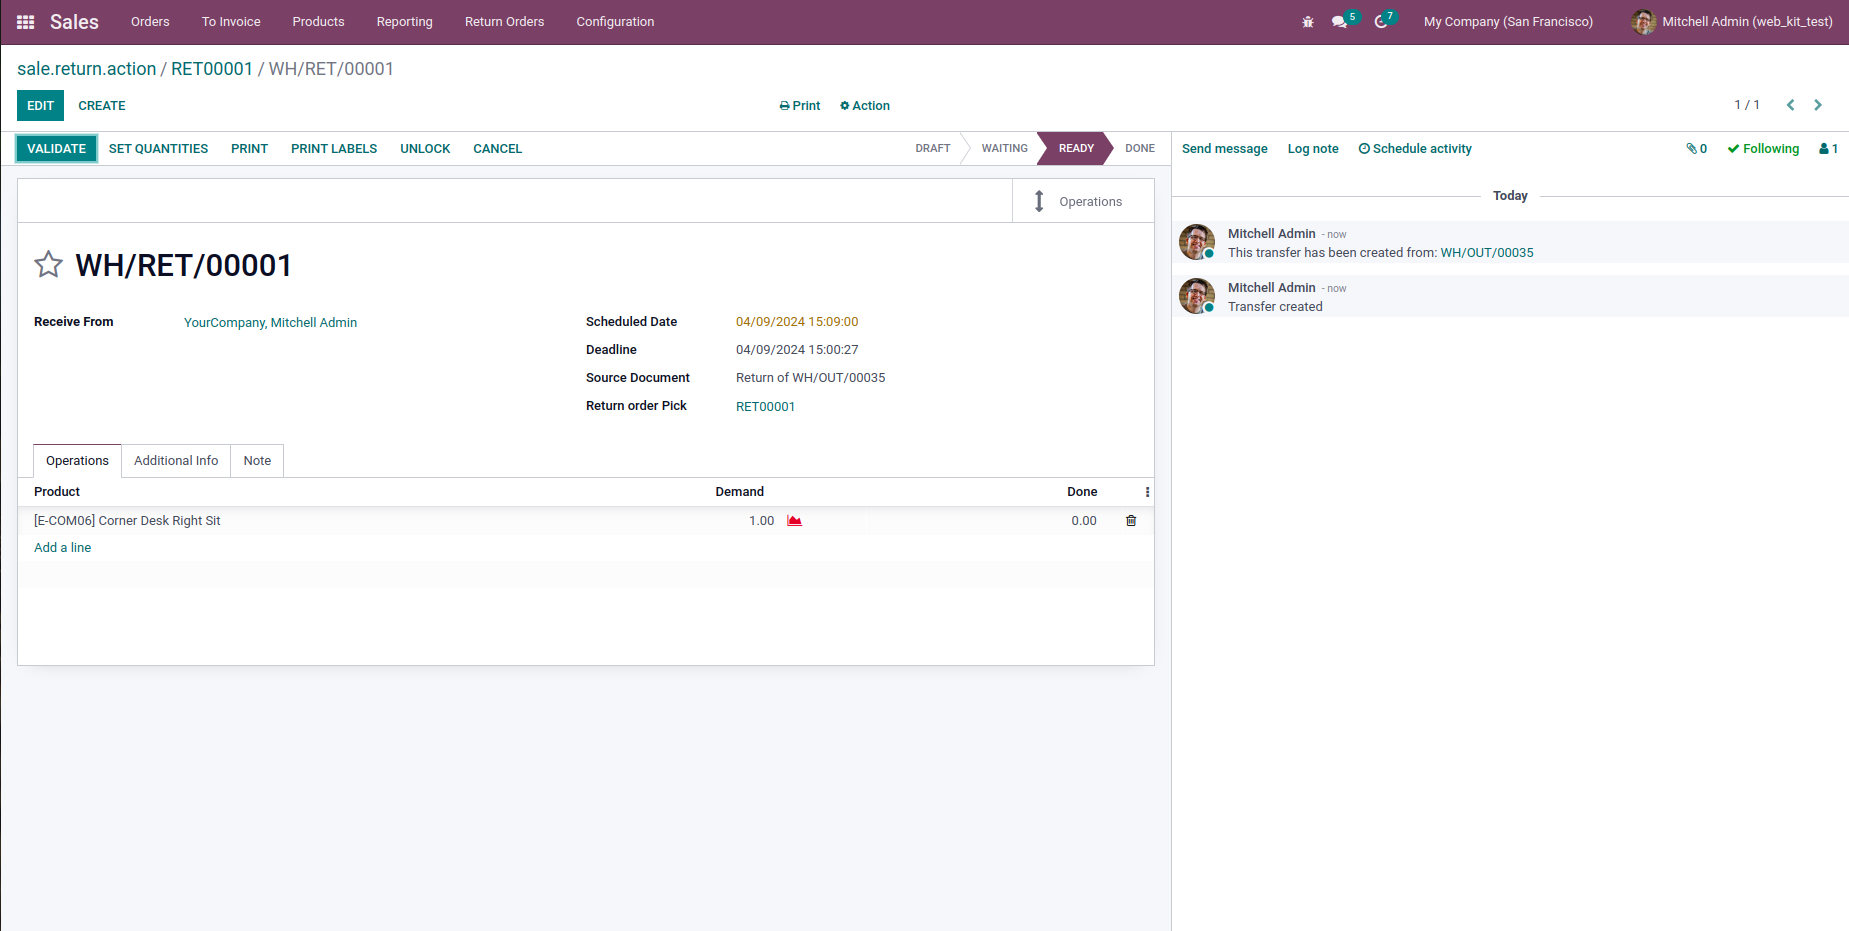 Sales Orders To Invoice Products Reporting Return Orders Configuration 5 7 My Company (San Francisco) Mitchell Admin (web_kit_test)
sale.return.action / RET00001 / WH/RET/00001
EDIT CREATE Print Action 1 / 1
VALIDATE SET QUANTITIES PRINT PRINT LABELS UNLOCK CANCEL DRAFT WAITING READY DONE
Send message Log note Schedule activity 0 Following 1
Operations
WH/RET/00001
Receive From YourCompany, Mitchell Admin
Scheduled Date 04/09/2024 15:09:00
Deadline 04/09/2024 15:00:27
Source Document Return of WH/OUT/00035
Return order Pick RET00001
Operations Additional Info Note
Product Demand Done
[E-COM06] Corner Desk Right Sit 1.00 0.00
Add a line
Today
Mitchell Admin - now
This transfer has been created from: WH/OUT/00035
Mitchell Admin - now
Transfer created